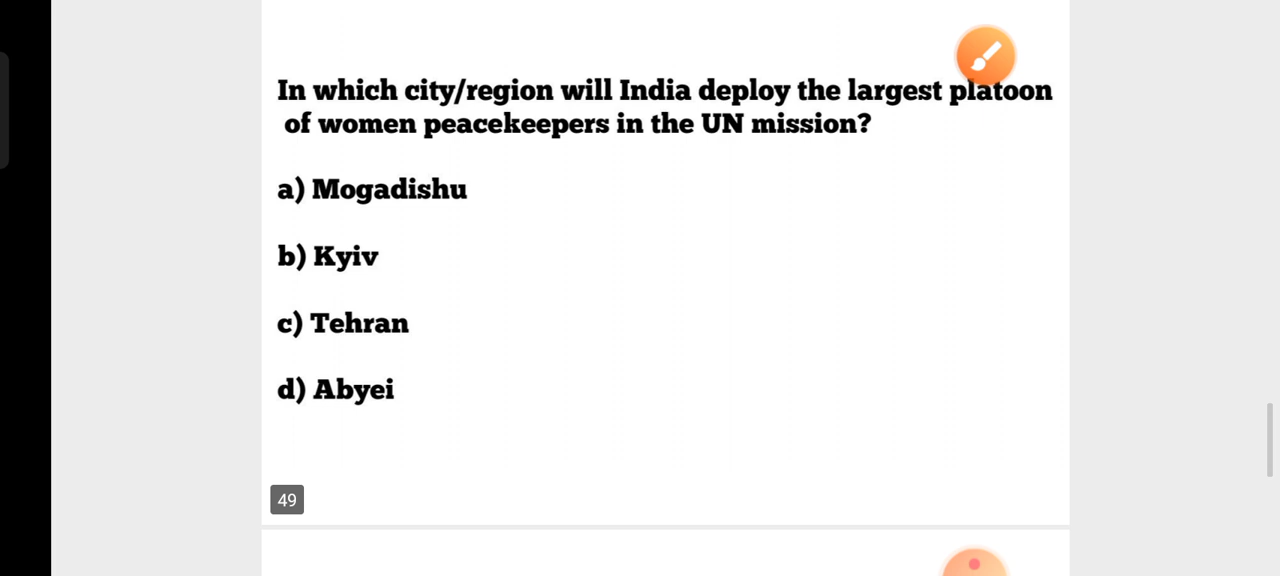 In which city/region will India deploy the largest platoon
of women peacekeepers in the UN mission?
a) Mogadishu
b) Kyiv
c) Tehran
d) Abyei
49